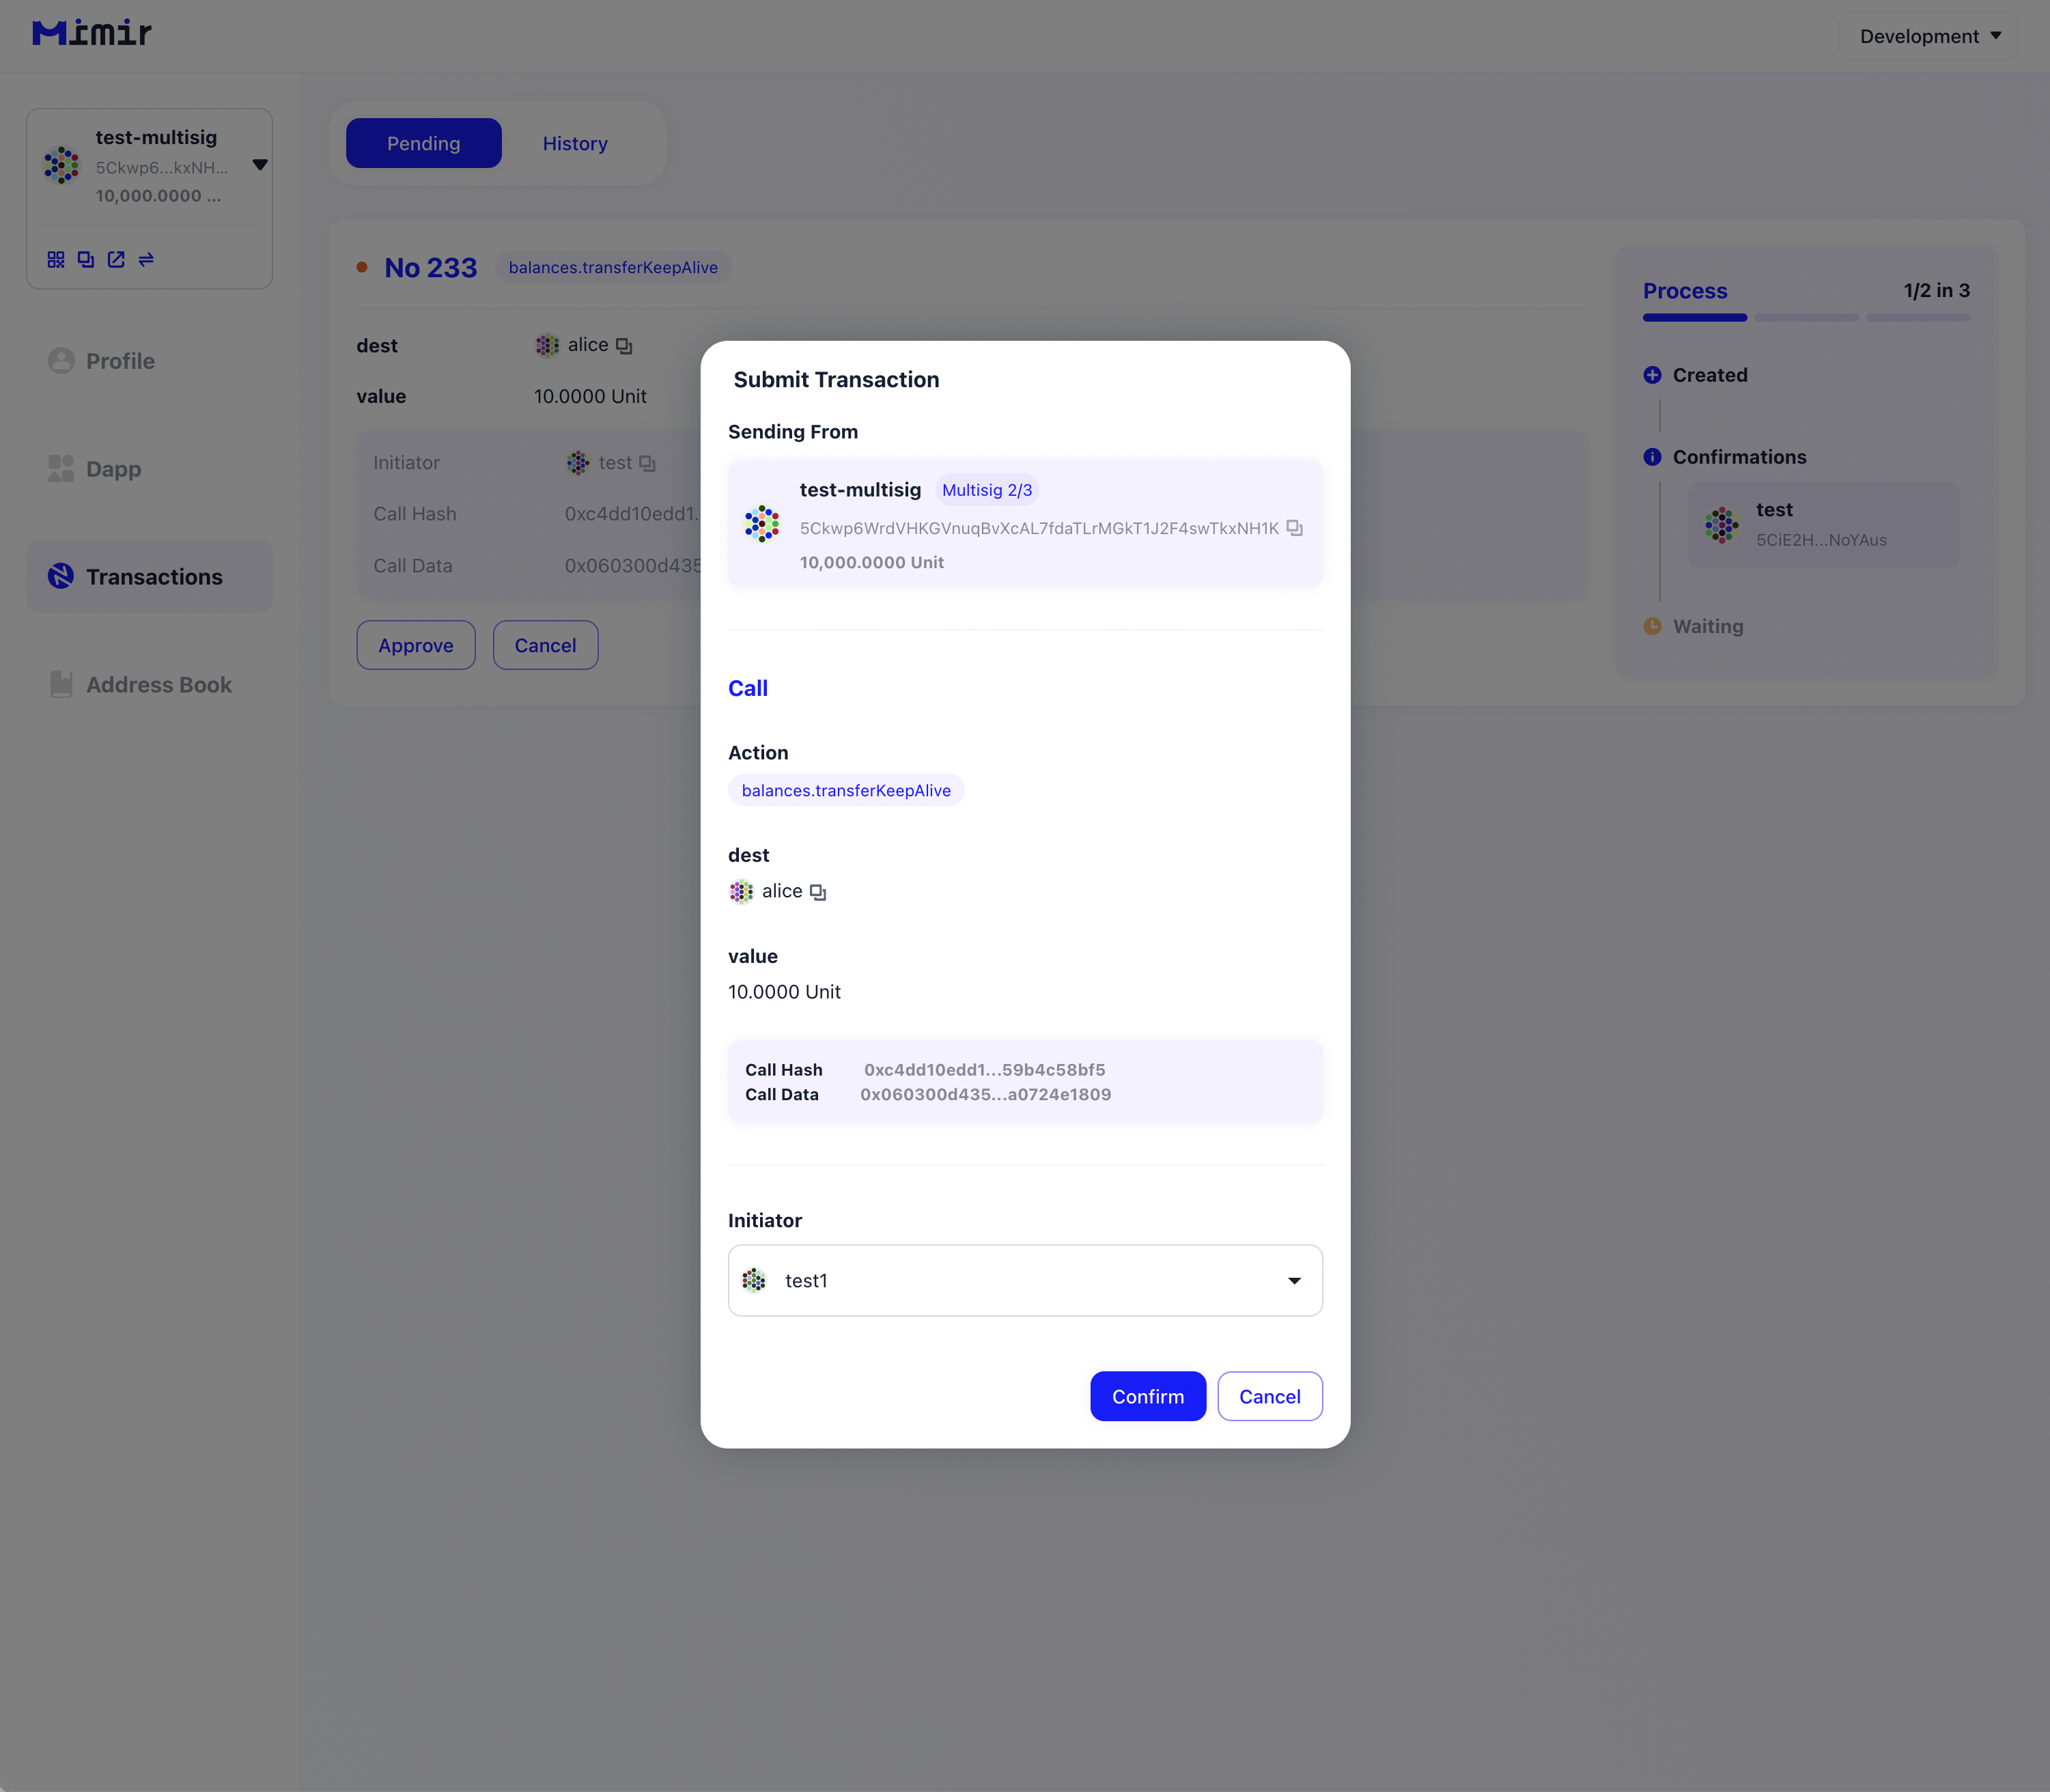 Mimir
Development
test-multisig
5Ckwp6...kxNH...
10,000.0000 ...
Profile
Dapp
Transactions
Address Book
Pending
History
No 233
balances.transferKeepAlive
dest
alice
value
10.0000 Unit
Initiator
test
Call Hash
0xc4dd10edd1.
Call Data
0x060300d435
Approve
Cancel
Process
1/2 in 3
Created
Confirmations
test
5CiE2H...NoYAus
Waiting
Submit Transaction
Sending From
test-multisig
Multisig 2/3
5Ckwp6WrdVHKGVnuqBvXcAL7fdaTLrMGkT1J2F4swTkxNH1K
10,000.0000 Unit
Call
Action
balances.transferKeepAlive
dest
alice
value
10.0000 Unit
Call Hash 0xc4dd10edd1...59b4c58bf5
Call Data 0x060300d435...a0724e1809
Initiator
test1
Confirm
Cancel